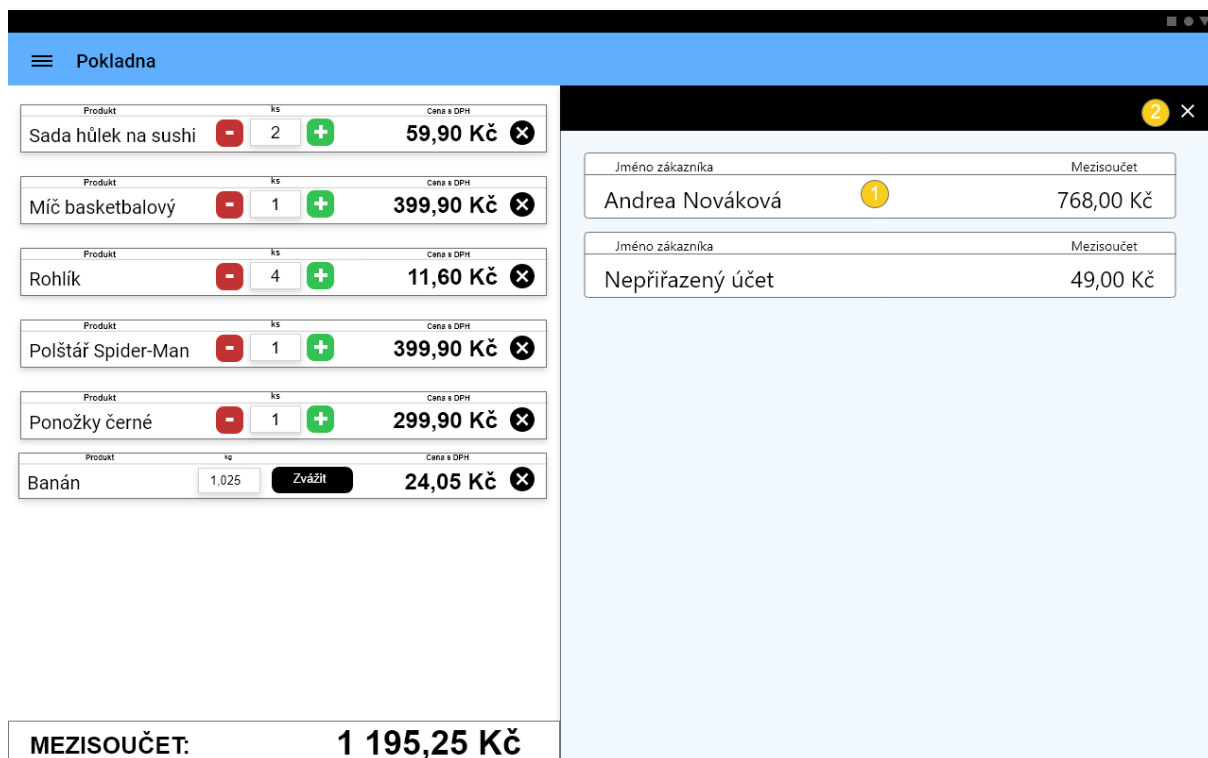 Pokladna
Produkt ks Cena s DPH
Sada hůlek na sushi - 2 + 59,90 Kč
Produkt ks Cena s DPH
Míč basketbalový - 1 + 399,90 Kč
Produkt ks Cena s DPH
Rohlík - 4 + 11,60 Kč
Produkt ks Cena s DPH
Polštář Spider-Man - 1 + 399,90 Kč
Produkt ks Cena s DPH
Ponožky černé - 1 + 299,90 Kč
Produkt kg Cena s DPH
Banán 1,025 Zvážit 24,05 Kč
MEZISOUČET: 1 195,25 Kč
2
Jméno zákazníka Mezisoučet
Andrea Nováková 1 768,00 Kč
Jméno zákazníka Mezisoučet
Nepřiřazený účet 49,00 Kč